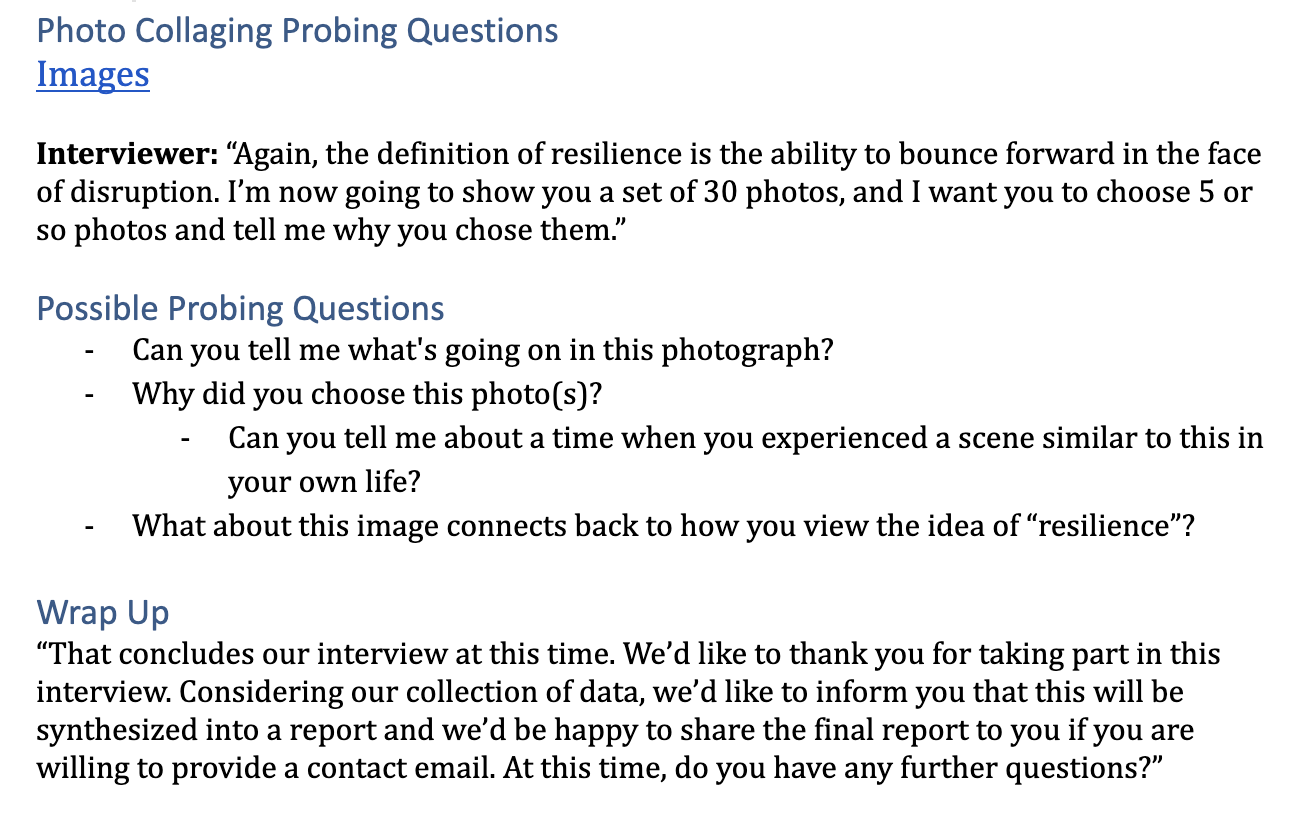 Photo Collaging Probing Questions
Images
Interviewer: “Again, the definition of resilience is the ability to bounce forward in the face
of disruption. I’m now going to show you a set of 30 photos, and I want you to choose 5 or
so photos and tell me why you chose them.”
Possible Probing Questions
- Can you tell me what's going on in this photograph?
- Why did you choose this photo(s)?
- Can you tell me about a time when you experienced a scene similar to this in
your own life?
- What about this image connects back to how you view the idea of “resilience”?
Wrap Up
“That concludes our interview at this time. We’d like to thank you for taking part in this
interview. Considering our collection of data, we’d like to inform you that this will be
synthesized into a report and we’d be happy to share the final report to you if you are
willing to provide a contact email. At this time, do you have any further questions?”